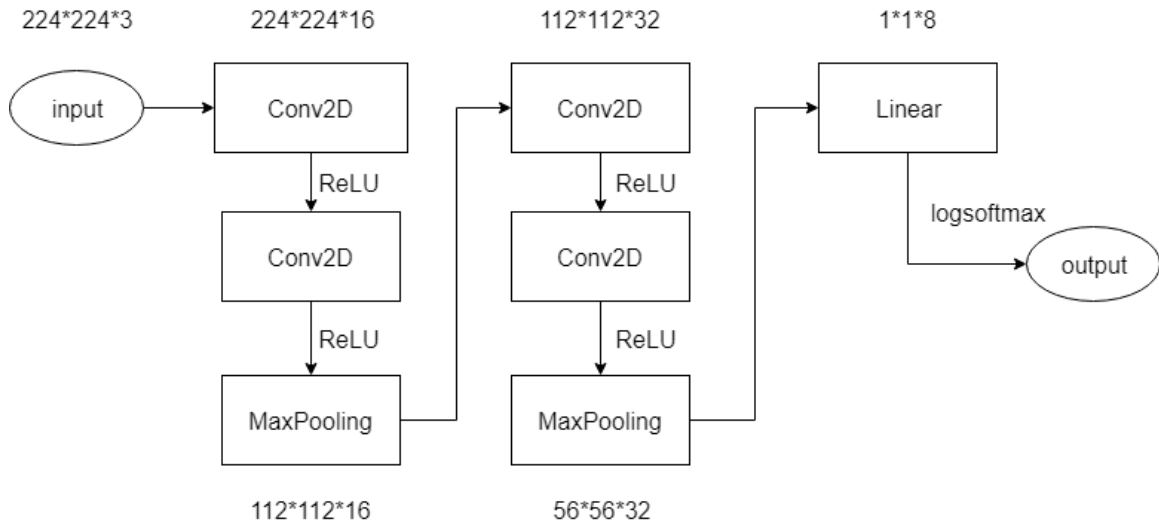 224*224*3
224*224*16
112*112*32
1*1*8
input
Conv2D
Conv2D
Linear
ReLU
ReLU
logsoftmax
Conv2D
Conv2D
output
ReLU
ReLU
MaxPooling
MaxPooling
112*112*16
56*56*32